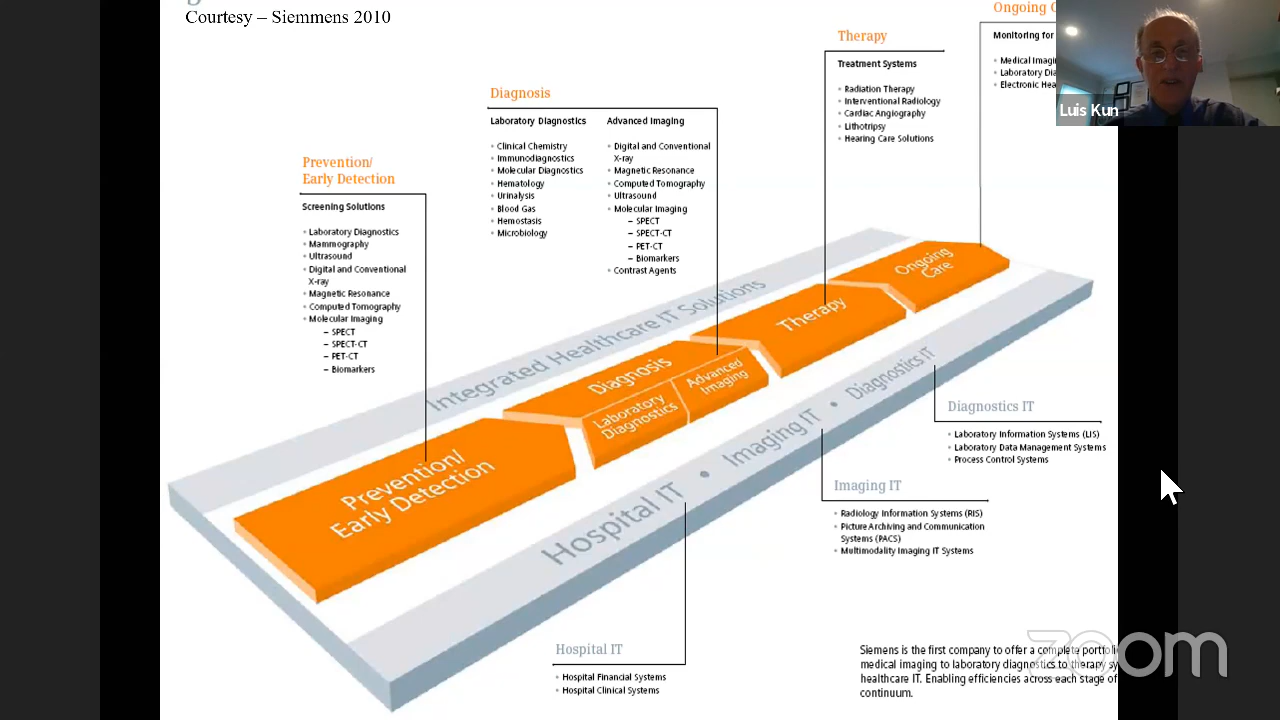 Courtesy – Siemmens 2010
Ongoing
Monitoring for
Medical
Laboratory
Electronic
Luis Kun
Therapy
Treatment Systems
Radiation Therapy
Interventional Radiology
Cardiac Angiography
Lithotripsy
Hearing Care Solutions
Diagnosis
Laboratory Diagnostics
Clinical Chemistry
Immunodiagnostics
Molecular Diagnostics
Hematology
Urinalysis
Blood Gas
Hemostasis
Microbiology
Advanced Imaging
Digital and Conventional
X-ray
Magnetic Resonance
Computed Tomography
Ultrasound
Molecular Imaging
– SPECT
– SPECT-CT
– PET-CT
– Biomarkers
Contrast Agents
Prevention/
Early Detection
Screening Solutions
Laboratory Diagnostics
Mammography
Ultrasound
Digital and Conventional
X-ray
Magnetic Resonance
Computed Tomography
Molecular Imaging
– SPECT
– SPECT-CT
– PET-CT
– Biomarkers
Integrated Healthcare IT Solutions
Prevention/
Early Detection
Diagnosis
Laboratory
Diagnostics
Advanced
Imaging
Therapy
Ongoing
Care
Hospital IT • Imaging IT • Diagnostics IT
Diagnostics IT
Laboratory Information Systems (LIS)
Laboratory Data Management Systems
Process Control Systems
Imaging IT
Radiology Information Systems (RIS)
Picture Archiving and Communication
Systems (PACS)
Multimodality Imaging IT Systems
Hospital IT
Hospital Financial Systems
Hospital Clinical Systems
Siemens is the first company to offer a complete
medical imaging to laboratory diagnostics to therapy
healthcare IT. Enabling efficiencies across each stage of
continuum.
zoom